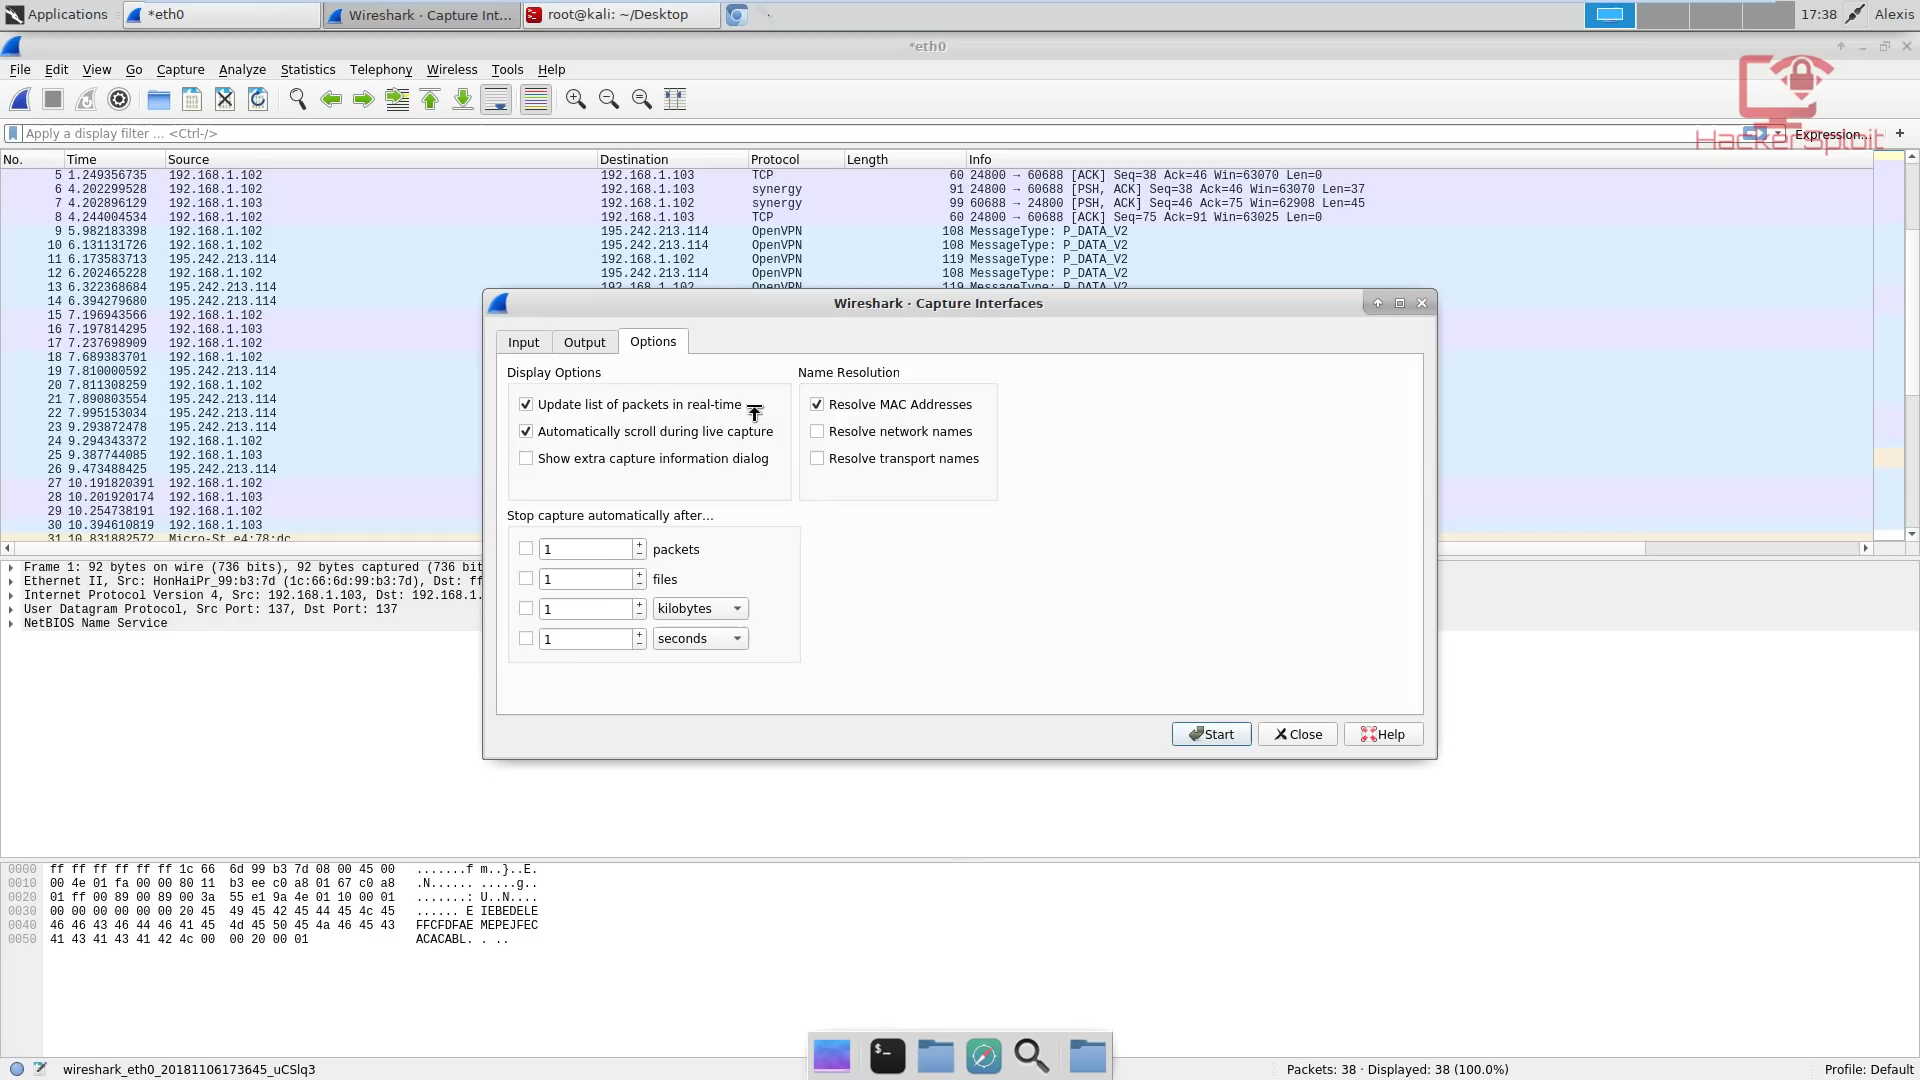 Applications
*eth0
Wireshark · Capture Int...
root@kali: ~/Desktop
17:38
Alexis
*eth0
File Edit View Go Capture Analyze Statistics Telephony Wireless Tools Help
HackerSploit
Apply a display filter ... <Ctrl-/>
Expression...
+
No. Time Source Destination Protocol Length Info
5 1.249356735 192.168.1.102 192.168.1.103 TCP 60 24800 → 60688 [ACK] Seq=38 Ack=46 Win=63070 Len=0
6 4.202299528 192.168.1.102 192.168.1.103 synergy 91 24800 → 60688 [PSH, ACK] Seq=38 Ack=46 Win=63070 Len=37
7 4.202896129 192.168.1.103 192.168.1.102 synergy 99 60688 → 24800 [PSH, ACK] Seq=46 Ack=75 Win=62908 Len=45
8 4.244004534 192.168.1.102 192.168.1.103 TCP 60 24800 → 60688 [ACK] Seq=75 Ack=91 Win=63025 Len=0
9 5.982183398 192.168.1.102 195.242.213.114 OpenVPN 108 MessageType: P_DATA_V2
10 6.131131726 192.168.1.102 195.242.213.114 OpenVPN 108 MessageType: P_DATA_V2
11 6.173583713 195.242.213.114 192.168.1.102 OpenVPN 119 MessageType: P_DATA_V2
12 6.202465228 192.168.1.102 195.242.213.114 OpenVPN 108 MessageType: P_DATA_V2
13 6.322368684 195.242.213.114 192.168.1.102 OpenVPN 119 MessageType: P_DATA_V2
14 6.394279680 195.242.213.114
15 7.196943566 192.168.1.102
16 7.197814295 192.168.1.103
17 7.237698909 192.168.1.102
18 7.689383701 192.168.1.102
19 7.810000592 195.242.213.114
20 7.811308259 192.168.1.102
21 7.890803554 195.242.213.114
22 7.995153034 195.242.213.114
23 9.293872478 195.242.213.114
24 9.294343372 192.168.1.102
25 9.387744085 192.168.1.102
26 9.473488425 195.242.213.114
27 10.191820391 192.168.1.102
28 10.201920174 192.168.1.103
29 10.254738191 192.168.1.102
30 10.394610819 192.168.1.103
31 10.831882572 Micro-St_e4:78:dc
Wireshark · Capture Interfaces
Input Output Options
Display Options
Update list of packets in real-time
Automatically scroll during live capture
Show extra capture information dialog
Name Resolution
Resolve MAC Addresses
Resolve network names
Resolve transport names
Stop capture automatically after...
1 packets
1 files
1 kilobytes
1 seconds
Start Close Help
Frame 1: 92 bytes on wire (736 bits), 92 bytes captured (736 bit
Ethernet II, Src: HonHaiPr_99:b3:7d (1c:66:6d:99:b3:7d), Dst: ff
Internet Protocol Version 4, Src: 192.168.1.103, Dst: 192.168.1.
User Datagram Protocol, Src Port: 137, Dst Port: 137
NetBIOS Name Service
0000 ff ff ff ff ff ff 1c 66 6d 99 b3 7d 08 00 45 00 .......f m..}..E.
0010 00 4e 01 fa 00 00 80 11 b3 ee c0 a8 01 67 c0 a8 .N...... .....g..
0020 01 ff 00 89 00 89 00 3a 55 e1 9a 4e 01 10 00 01 .......: U..N....
0030 00 00 00 00 00 00 20 45 49 45 42 45 44 45 4c 45 ...... E IEBEDELE
0040 46 46 43 46 44 46 41 45 4d 45 50 45 4a 46 45 43 FFCFDFAE MEPEJFEC
0050 41 43 41 43 41 42 4c 00 00 20 00 01 ACACABL. . ..
wireshark_eth0_20181106173645_uCSlq3
Packets: 38 · Displayed: 38 (100.0%)
Profile: Default